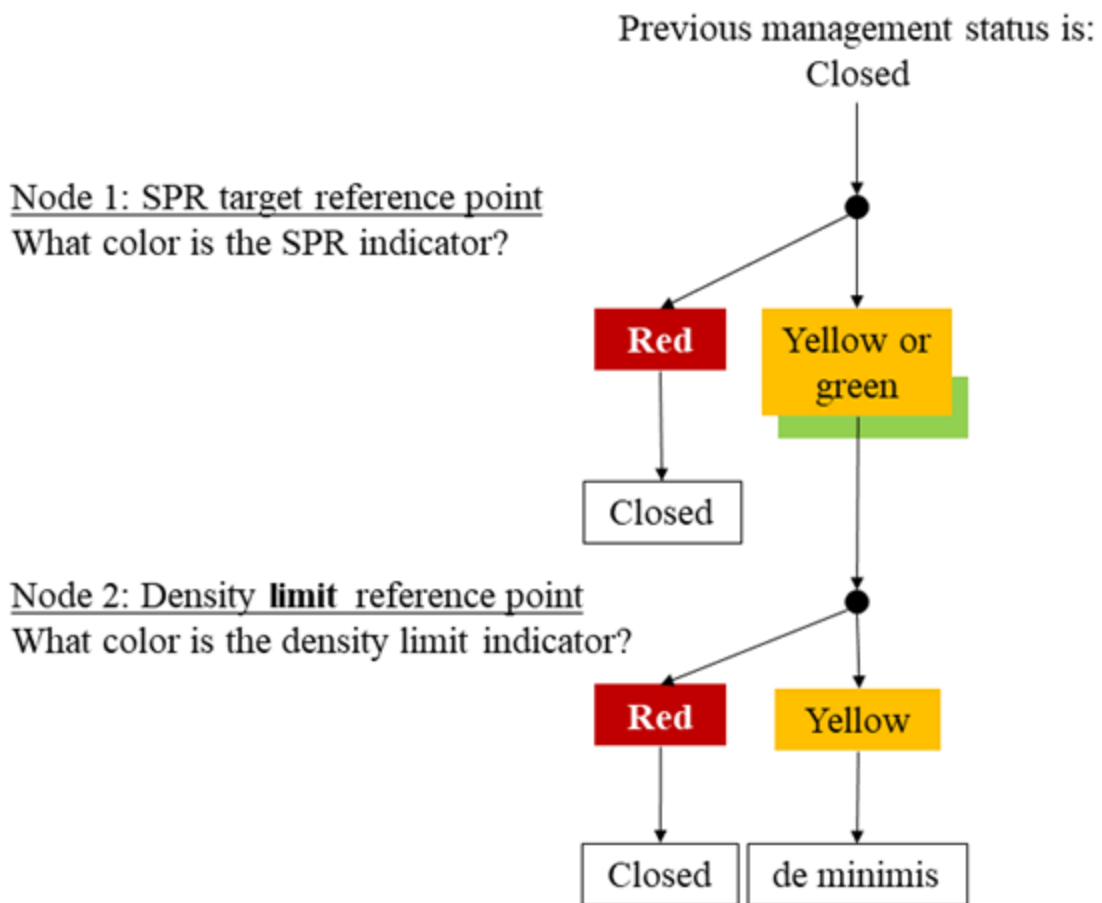 Previous management status is:
Closed
Node 1: SPR target reference point
What color is the SPR indicator?
Red
Yellow or
green
Closed
Node 2: Density limit reference point
What color is the density limit indicator?
Red
Yellow
Closed
de minimis